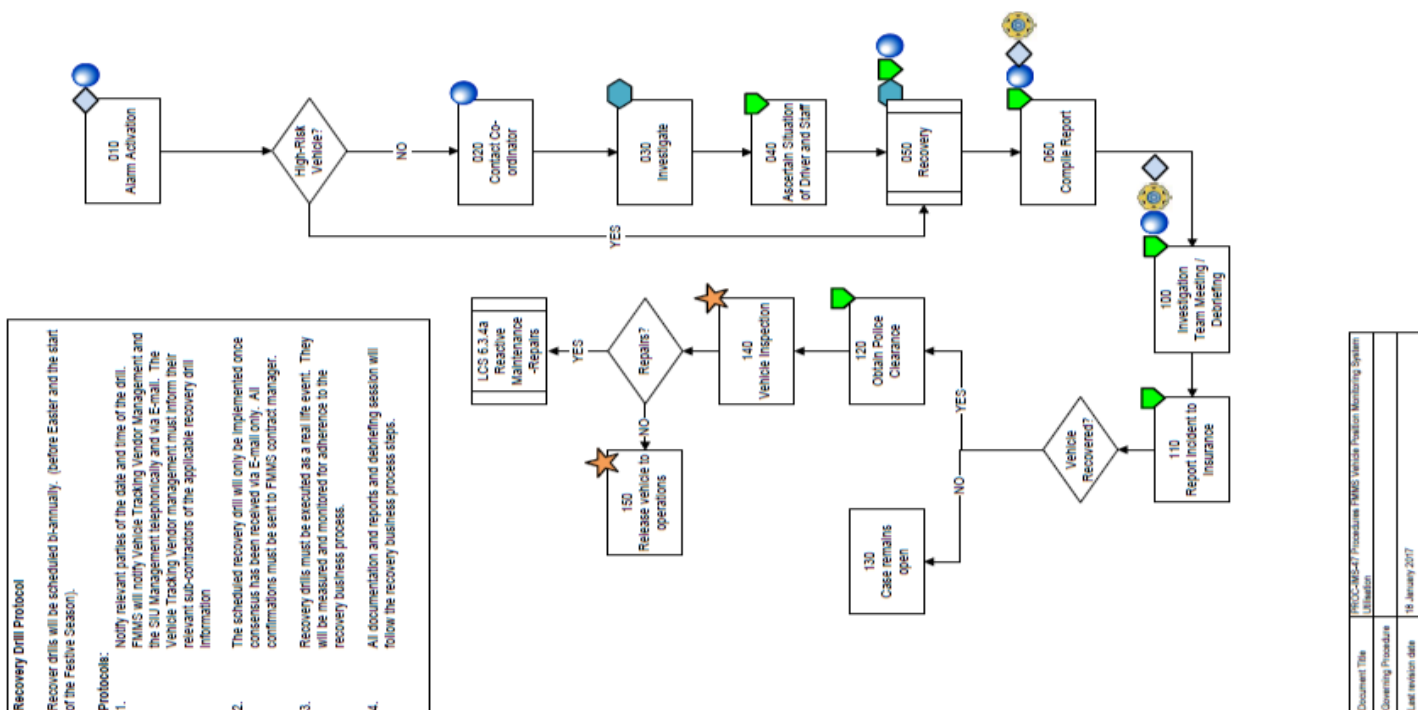 Recovery Drill Protocol
Recover drills will be scheduled bi-annually. (before Easter and the start
of the Festive Season).
Protocols:
1. Notify relevant parties of the date and time of the drill.
FMMS will notify Vehicle Tracking Vendor Management and
the SIU Management telephonically and via E-mail. The
Vehicle Tracking Vendor management must inform their
relevant sub-contractors of the applicable recovery drill
information
2. The scheduled recovery drill will only be implemented once
consensus has been received via E-mail only. All
confirmations must be sent to FMMS contract manager.
3. Recovery drills must be executed as a real life event. They
will be measured and monitored for adherence to the
recovery business process.
4. All documentation and reports and debriefing session will
follow the recovery business process steps.
010
Alarm Activation
High-Risk
Vehicle?
NO
YES
020
Contact Co-
ordinator
030
Investigate
040
Ascertain Situation
of Driver and Staff
050
Recovery
060
Compile Report
100
Investigation
Team Meeting /
Debriefing
110
Report Incident to
Insurance
Vehicle
Recovered?
NO
YES
130
Case remains
open
120
Obtain Police
Clearance
140
Vehicle Inspection
Repairs?
YES
NO
LCS 6.3.4a
Reactive
Maintenance
-Repairs
150
Release vehicle to
operations
Document Title
PROC-IMS-47 Procedures FMMS Vehicle Position Monitoring System
Utilisation
Governing Procedure
Last revision date
18 January 2017